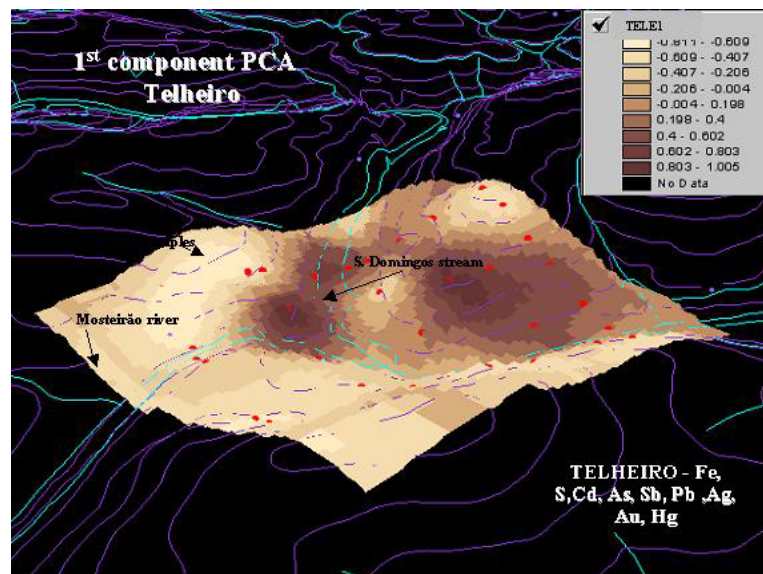 1st component PCA
Telheiro
TELE1
-0.811 - -0.609
-0.609 - -0.407
-0.407 - -0.206
-0.206 - -0.004
-0.004 - 0.198
0.198 - 0.4
0.4 - 0.602
0.602 - 0.803
0.803 - 1.005
No Data
S. Domingos stream
Mosteirão river
TELHEIRO - Fe,
S,Cd, As, Sb, Pb ,Ag,
Au, Hg